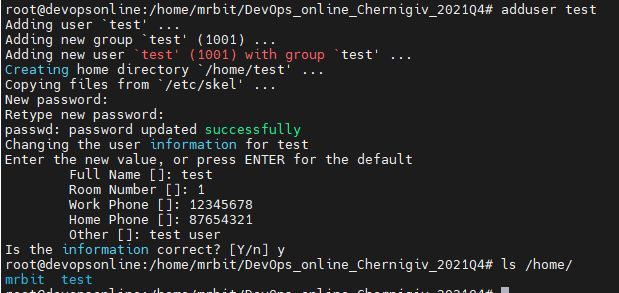 root@devopsonline:/home/mrbit/DevOps_online_Chernigiv_2021Q4# adduser test
Adding user `test' ...
Adding new group `test' (1001) ...
Adding new user `test' (1001) with group `test' ...
Creating home directory `/home/test' ...
Copying files from `/etc/skel' ...
New password:
Retype new password:
passwd: password updated successfully
Changing the user information for test
Enter the new value, or press ENTER for the default
        Full Name []: test
        Room Number []: 1
        Work Phone []: 12345678
        Home Phone []: 87654321
        Other []: test user
Is the information correct? [Y/n] y
root@devopsonline:/home/mrbit/DevOps_online_Chernigiv_2021Q4# ls /home/
mrbit  test
root@devopsonline:/home/mrbit/DevOps_online_Chernigiv_2021Q4#